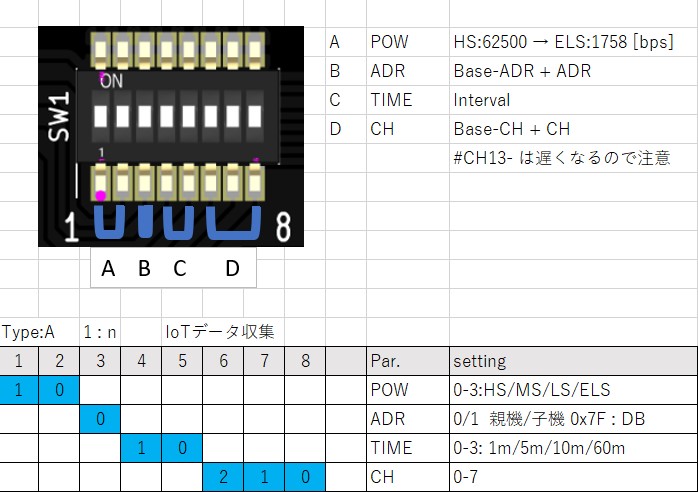 A POW HS:62500 → ELS:1758 [bps]
B ADR Base-ADR + ADR
C TIME Interval
D CH Base-CH + CH
#CH13- は遅くなるので注意
ON
SW1
1
1 8
A B C D
Type:A 1 : n IoTデータ収集
1 2 3 4 5 6 7 8 Par. setting
1 0 POW 0-3:HS/MS/LS/ELS
0 ADR 0/1 親機/子機 0x7F : DB
1 0 TIME 0-3: 1m/5m/10m/60m
2 1 0 CH 0-7